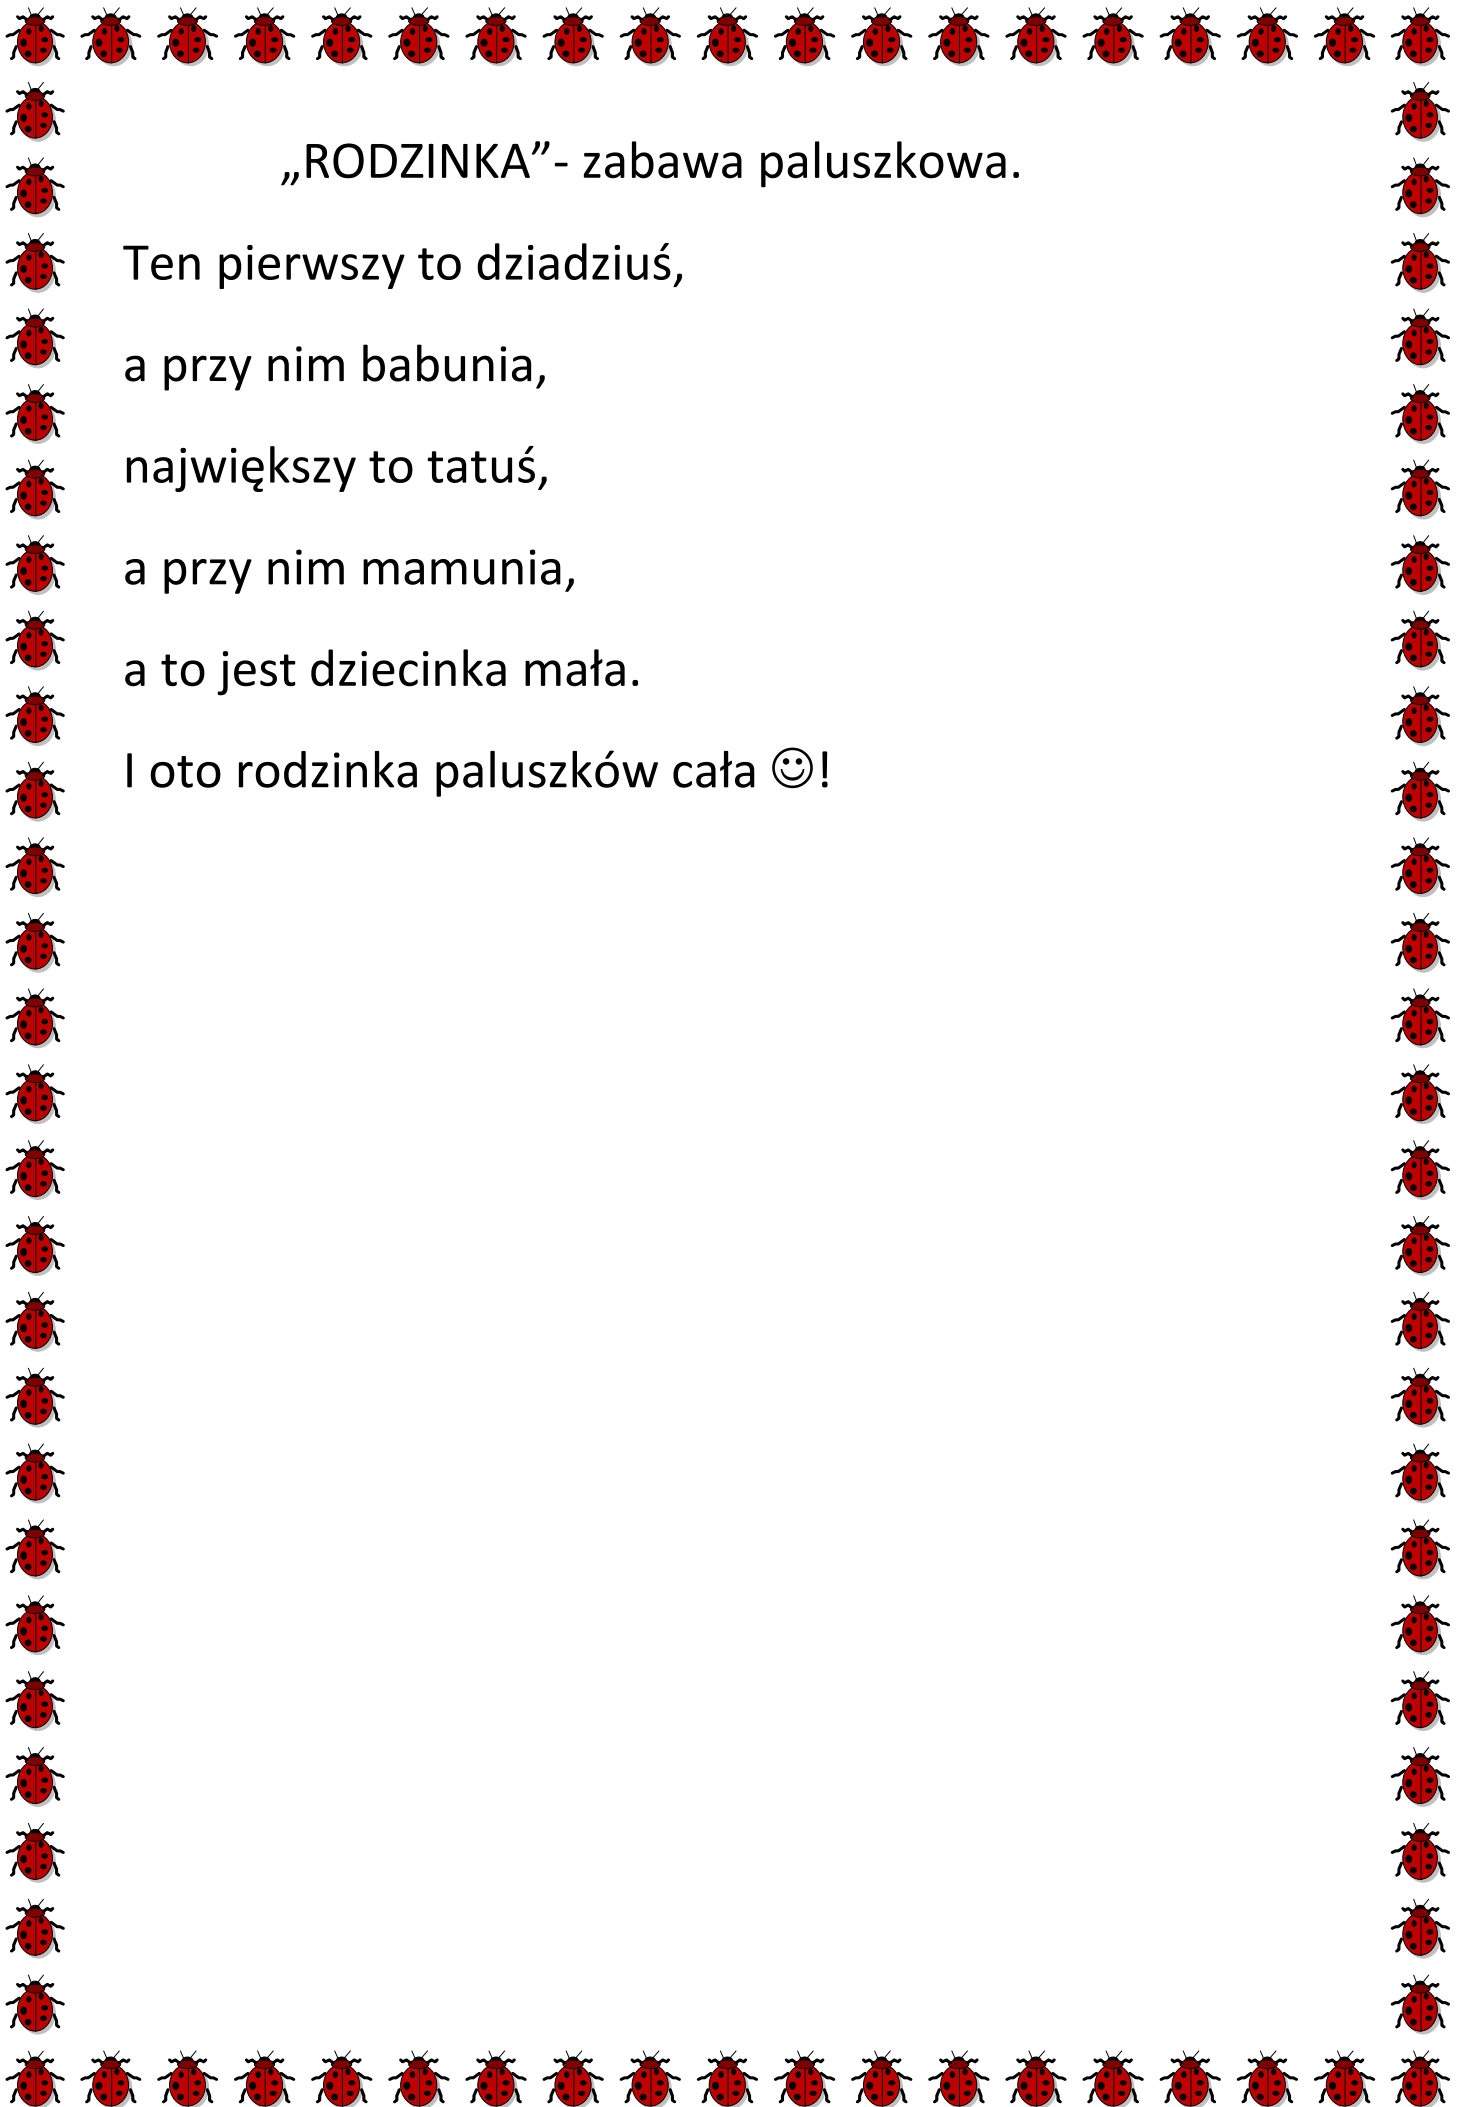 „RODZINKA”- zabawa paluszkowa.
Ten pierwszy to dziadziuś,
a przy nim babunia,
największy to tatuś,
a przy nim mamunia,
a to jest dziecinka mała.
I oto rodzinka paluszków cała ☺!